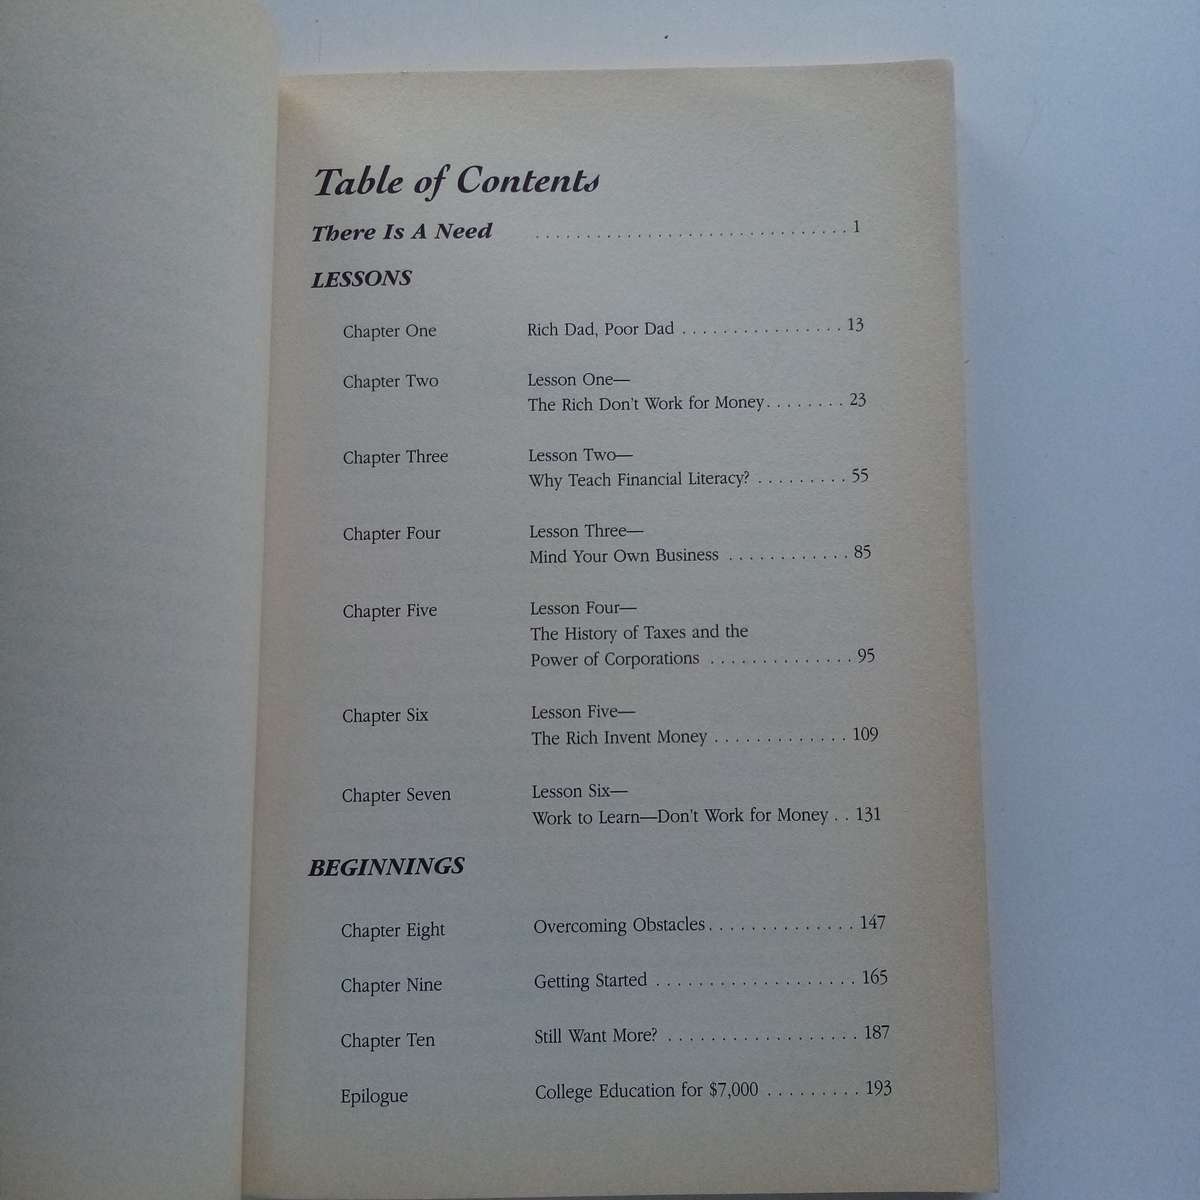 Table of Contents
There Is A Need . . . . . . . . . . . . . . . . . . . . . . . . . . . . . . 1
LESSONS
Chapter One Rich Dad, Poor Dad . . . . . . . . . . . . . . . . 13
Chapter Two Lesson One—
The Rich Don't Work for Money. . . . . . . . 23
Chapter Three Lesson Two—
Why Teach Financial Literacy? . . . . . . . . . 55
Chapter Four Lesson Three—
Mind Your Own Business . . . . . . . . . . . . 85
Chapter Five Lesson Four—
The History of Taxes and the
Power of Corporations . . . . . . . . . . . . . . 95
Chapter Six Lesson Five—
The Rich Invent Money . . . . . . . . . . . . . 109
Chapter Seven Lesson Six—
Work to Learn—Don't Work for Money . . 131
BEGINNINGS
Chapter Eight Overcoming Obstacles. . . . . . . . . . . . . . 147
Chapter Nine Getting Started . . . . . . . . . . . . . . . . . . . 165
Chapter Ten Still Want More? . . . . . . . . . . . . . . . . . . 187
Epilogue College Education for $7,000 . . . . . . . . . 193